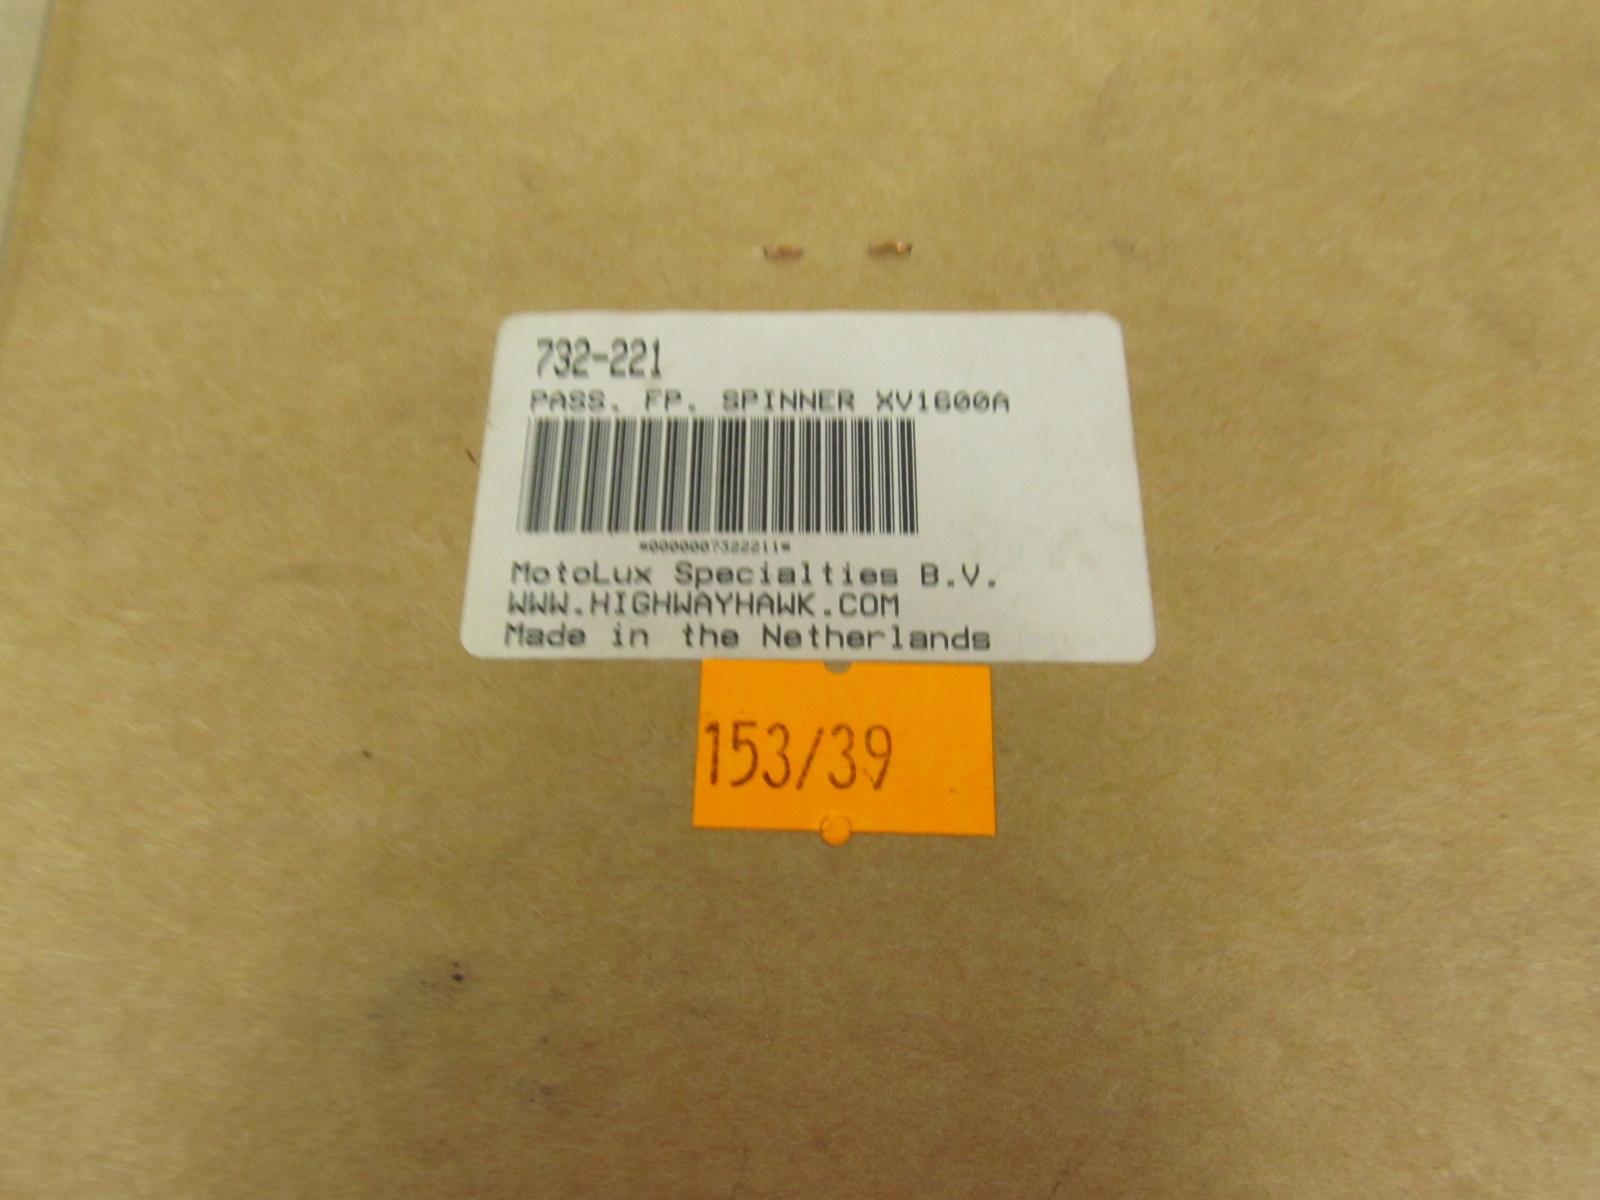 732-221
PASS. FP. SPINNER XV1600A
*0000007322211*
MotoLux Specialties B.V.
WWW.HIGHWAYHAWK.COM
Made in the Netherlands
153/39